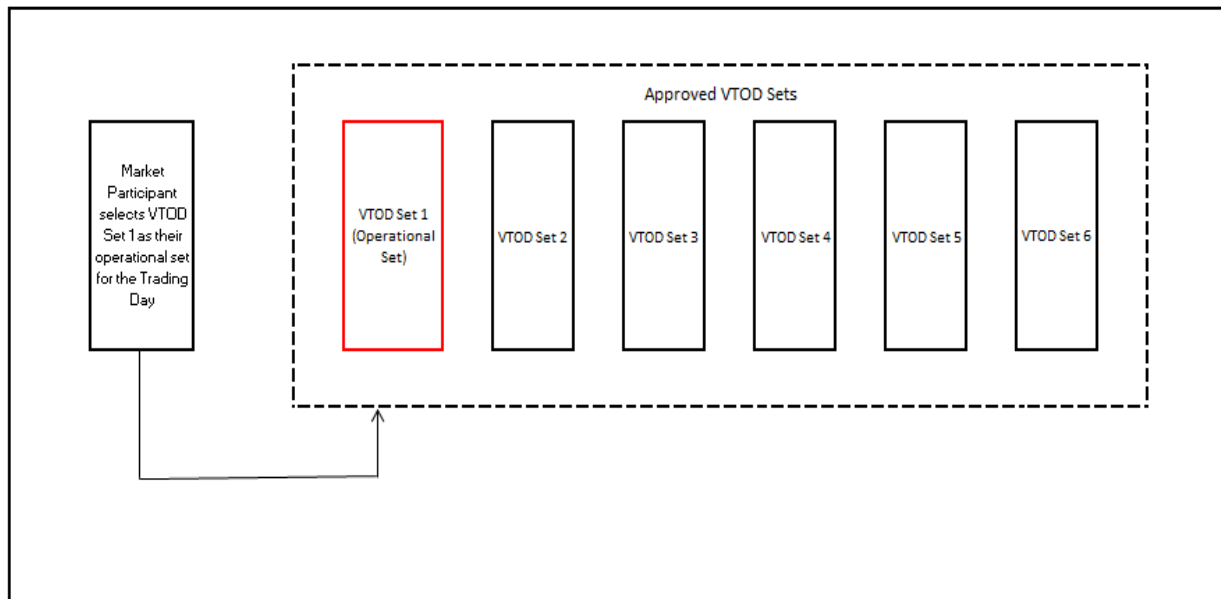 Approved VTOD Sets
Market
Participant
selects VTOD
Set 1 as their
operational set
for the Trading
Day
VTOD Set 1
(Operational
Set)
VTOD Set 2
VTOD Set 3
VTOD Set 4
VTOD Set 5
VTOD Set 6